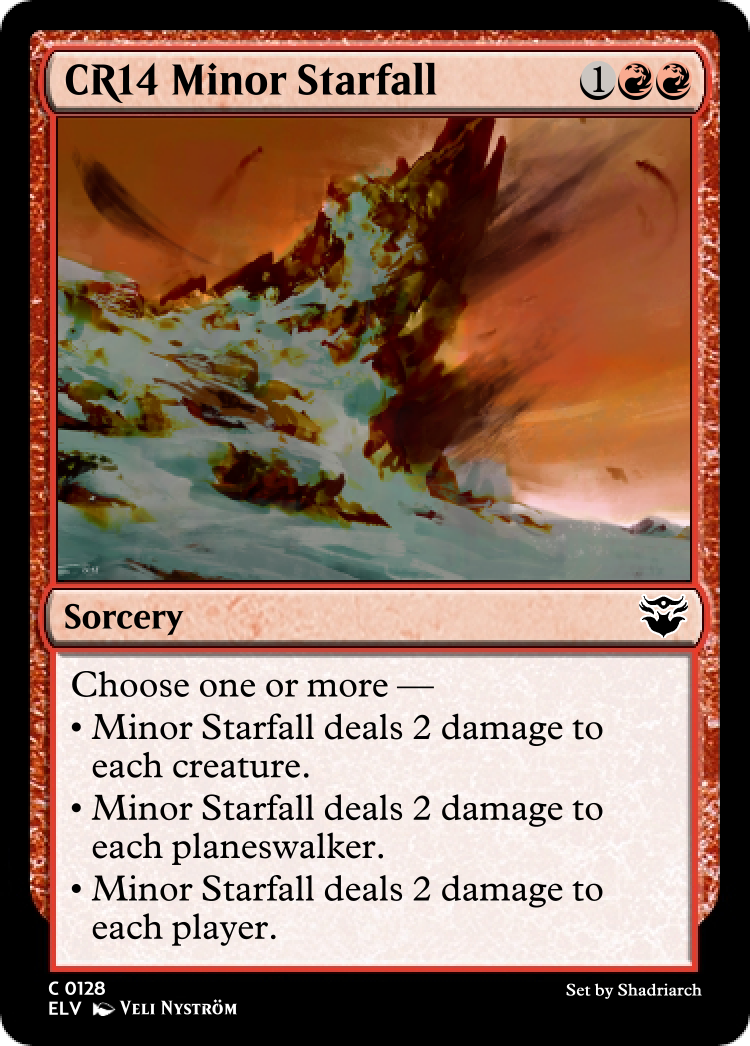 CR14 Minor Starfall 1
Sorcery
Choose one or more —
• Minor Starfall deals 2 damage to
each creature.
• Minor Starfall deals 2 damage to
each planeswalker.
• Minor Starfall deals 2 damage to
each player.
C 0128
ELV VELI NYSTRÖM
Set by Shadriarch